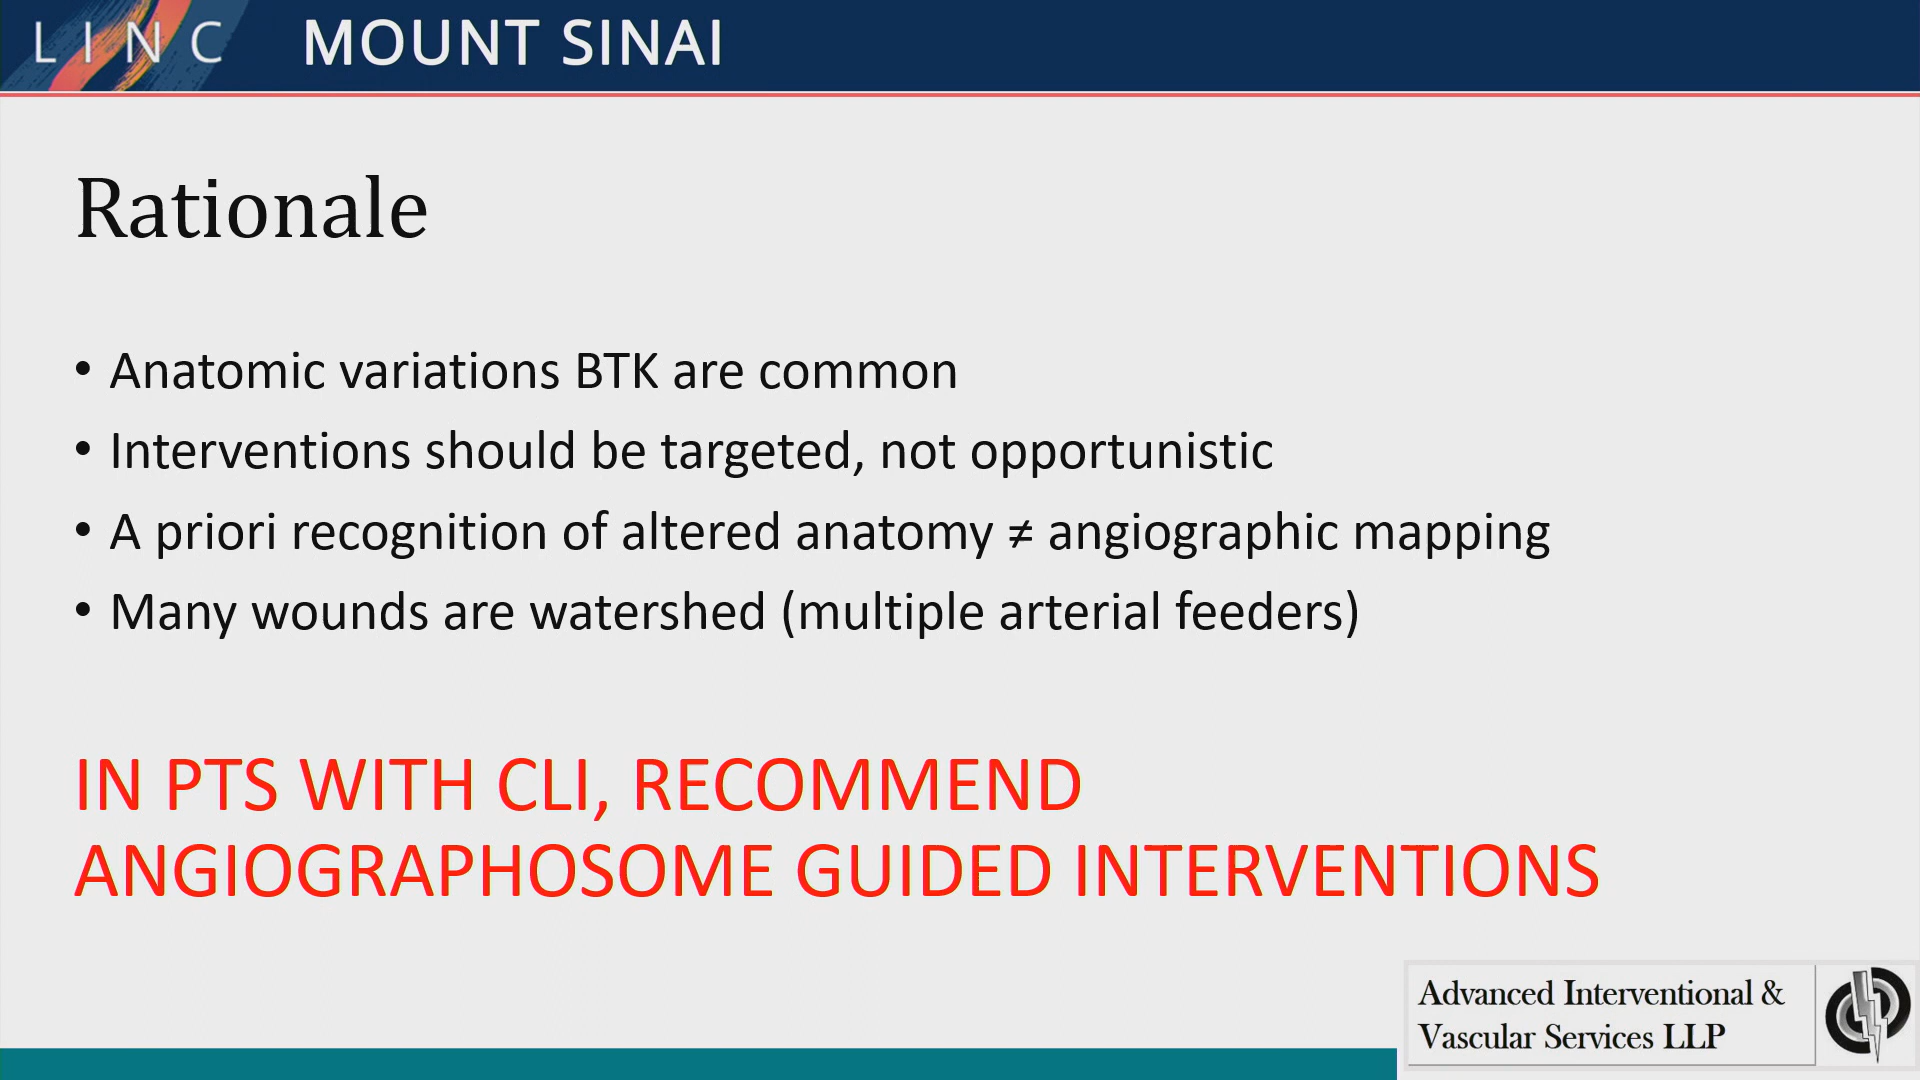 LINC MOUNT SINAI
Rationale
• Anatomic variations BTK are common
• Interventions should be targeted, not opportunistic
• A priori recognition of altered anatomy ≠ angiographic mapping
• Many wounds are watershed (multiple arterial feeders)
IN PTS WITH CLI, RECOMMEND
ANGIOGRAPHOSOME GUIDED INTERVENTIONS
Advanced Interventional &
Vascular Services LLP